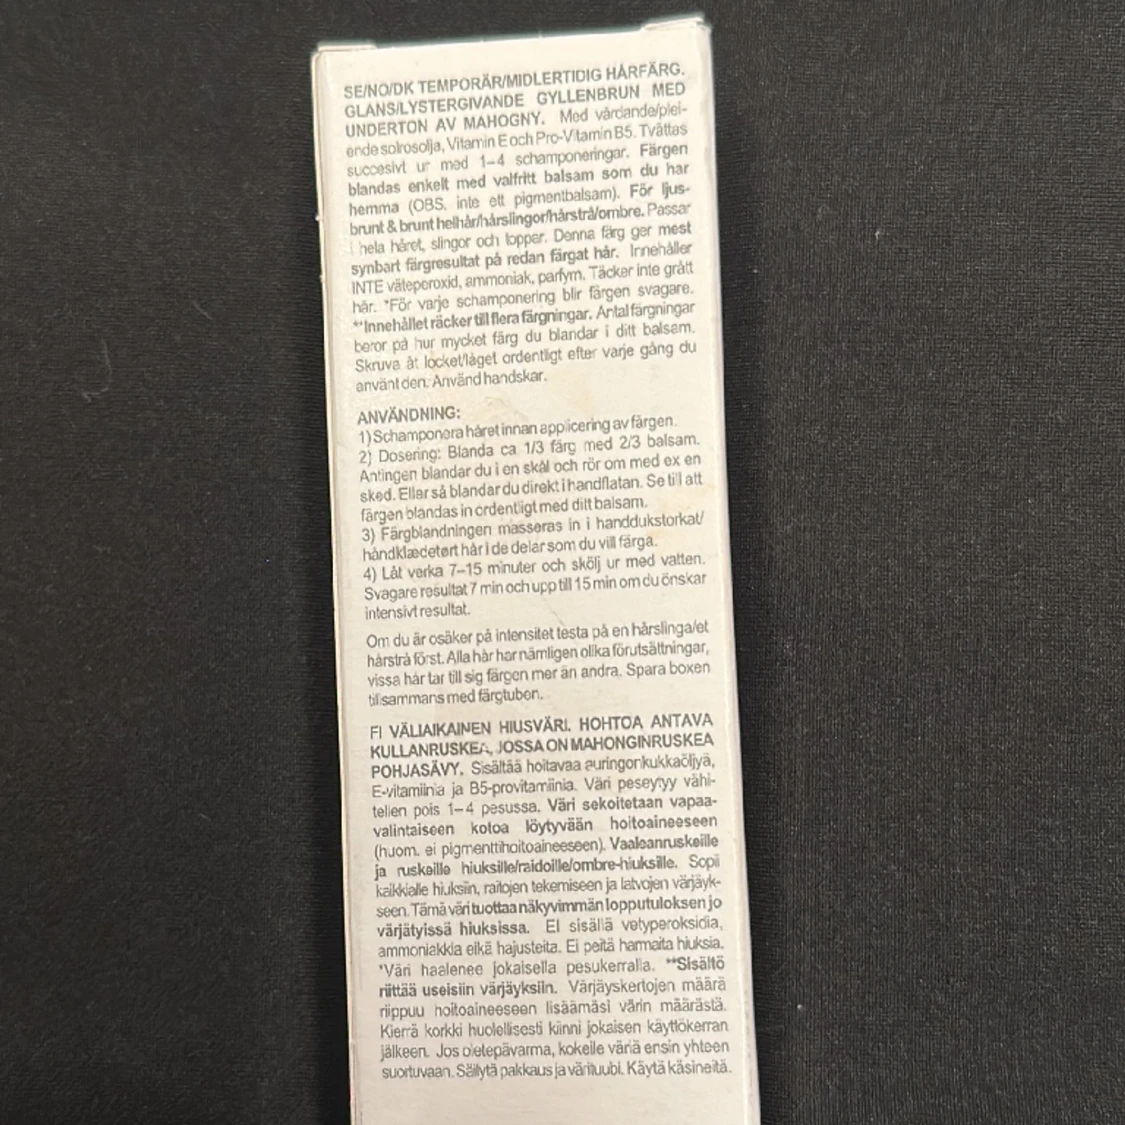 SE/NO/DK TEMPORÄR/MIDLERTIDIG HÅRFÄRG.
GLANS/LYSTERGIVANDE GYLLENBRUN MED
UNDERTON AV MAHOGNY. Med vårdande/plei-
ende solrosolja, Vitamin E och Pro-Vitamin B5. Tvättas
succesivt ur med 1–4 schamponeringar. Färgen
blandas enkelt med valfritt balsam som du har
hemma (OBS. inte ett pigmentbalsam). För ljus-
brunt & brunt helhår/hårslingor/hårstrå/ombre. Passar
i hela håret, slingor och toppar. Denna färg ger mest
synbart färgresultat på redan färgat hår. Innehåller
INTE väteperoxid, ammoniak, parfym. Täcker inte grått
hår. *För varje schamponering blir färgen svagare.
**Innehållet räcker till flera färgningar. Antal färgningar
beror på hur mycket färg du blandar i ditt balsam.
Skruva åt locket/låget ordentligt efter varje gång du
använt den. Använd handskar.
ANVÄNDNING:
1) Schamponera håret innan applicering av färgen.
2) Dosering: Blanda ca 1/3 färg med 2/3 balsam.
Antingen blandar du i en skål och rör om med ex en
sked. Eller så blandar du direkt i handflatan. Se till att
färgen blandas in ordentligt med ditt balsam.
3) Färgblandningen masseras in i handdukstorkat/
håndklædetørt hår i de delar som du vill färga.
4) Låt verka 7–15 minuter och skölj ur med vatten.
Svagare resultat 7 min och upp till 15 min om du önskar
intensivt resultat.
Om du är osäker på intensitet testa på en hårslinga/et
hårstrå först. Alla hår har nämligen olika förutsättningar,
vissa hår tar till sig färgen mer än andra. Spara boxen
tillsammans med färgtuben.
FI VÄLIAIKAINEN HIUSVÄRI. HOHTOA ANTAVA
KULLANRUSKEA, JOSSA ON MAHONGINRUSKEA
POHJASÄVY. Sisältää hoitavaa auringonkukkaöljyä,
E-vitamiinia ja B5-provitamiinia. Väri peseytyy vähi-
tellen pois 1–4 pesussa. Väri sekoitetaan vapaa-
valintaiseen kotoa löytyvään hoitoaineeseen
(huom. ei pigmenttihoitoaineeseen). Vaaleanruskeille
ja ruskeille hiuksille/raidoille/ombre-hiuksille. Sopii
kaikkialle hiuksiin, raitojen tekemiseen ja latvojen värjäyk-
seen. Tämä väri tuottaa näkyvimmän lopputuloksen jo
värjätyissä hiuksissa. EI sisällä vetyperoksidia,
ammoniakkia eikä hajusteita. Ei peitä harmaita hiuksia.
*Väri haalenee jokaisella pesukerralla. **Sisältö
riittää useisiin värjäyksiin. Värjäyskertojen määrä
riippuu hoitoaineeseen lisäämäsi värin määrästä.
Kierrä korkki huolellisesti kiinni jokaisen käyttökerran
jälkeen. Jos olet epävarma, kokeile väriä ensin yhteen
suortuvaan. Säilytä pakkaus ja värituubi. Käytä käsineitä.